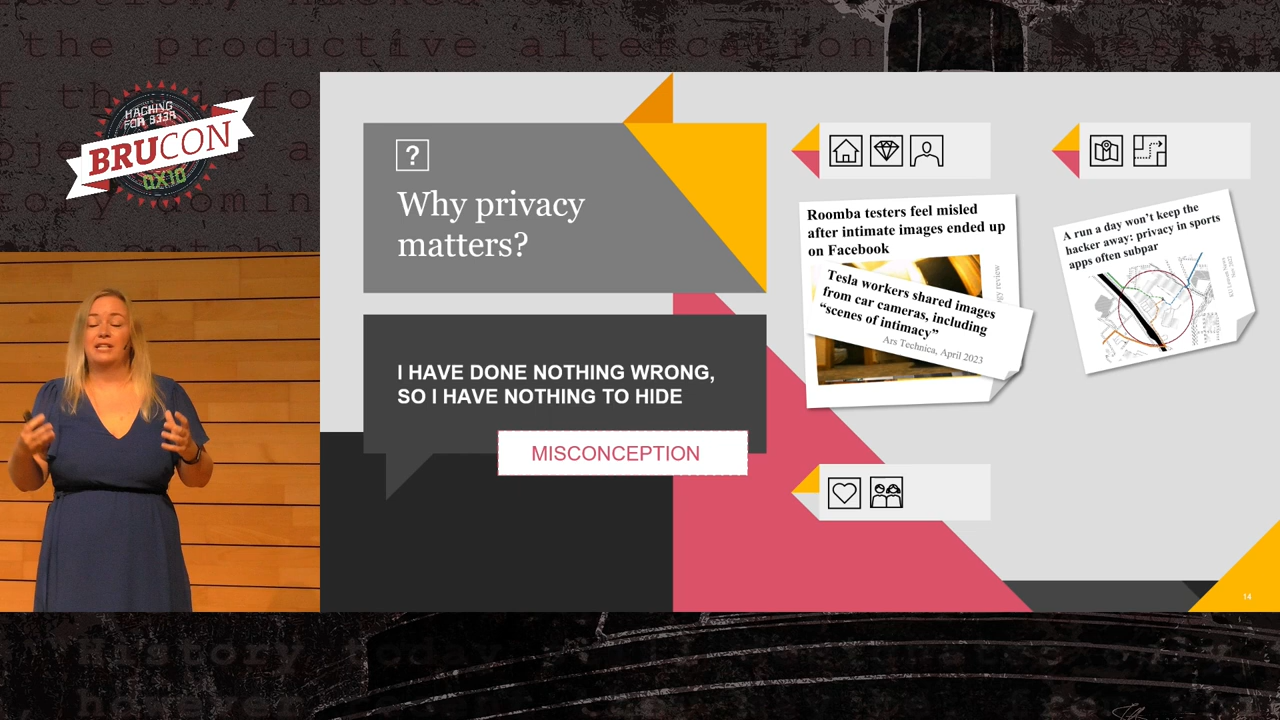 the productive altercation
HACKING
FOR B33R
BRUCON
0X10
?
Why privacy
matters?
I HAVE DONE NOTHING WRONG,
SO I HAVE NOTHING TO HIDE
MISCONCEPTION
Roomba testers feel misled
after intimate images ended up
on Facebook
Tesla workers shared images
from car cameras, including
“scenes of intimacy”
Ars Technica, April 2023
A run a day won’t keep the
hacker away: privacy in sports
apps often subpar
14
History today
however